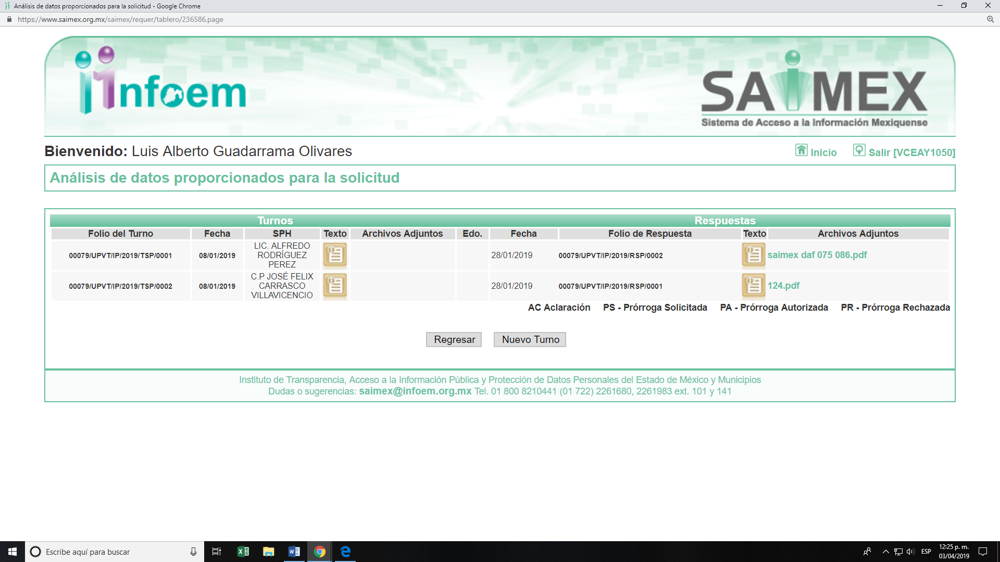 Análisis de datos proporcionados para la solicitud - Google Chrome
https://www.saimex.org.mx/saimex/requer/tablero/236586.page
infoem
SAIMEX
Sistema de Acceso a la Información Mexiquense
Bienvenido: Luis Alberto Guadarrama Olivares
Inicio Salir [VCEAY1050]
Análisis de datos proporcionados para la solicitud
Turnos Respuestas
Folio del Turno Fecha SPH Texto Archivos Adjuntos Edo. Fecha Folio de Respuesta Texto Archivos Adjuntos
00079/UPVT/IP/2019/TSP/0001 08/01/2019 LIC. ALFREDO RODRÍGUEZ PEREZ 28/01/2019 00079/UPVT/IP/2019/RSP/0002 saimex daf 075 086.pdf
00079/UPVT/IP/2019/TSP/0002 08/01/2019 C.P JOSÉ FELIX CARRASCO VILLAVICENCIO 28/01/2019 00079/UPVT/IP/2019/RSP/0001 124.pdf
AC Aclaración PS - Prórroga Solicitada PA - Prórroga Autorizada PR - Prórroga Rechazada
Regresar Nuevo Turno
Instituto de Transparencia, Acceso a la Información Pública y Protección de Datos Personales del Estado de México y Municipios
Dudas o sugerencias: saimex@infoem.org.mx Tel. 01 800 8210441 (01 722) 2261680, 2261983 ext. 101 y 141
Escribe aquí para buscar
ESP
12:25 p. m.
03/04/2019